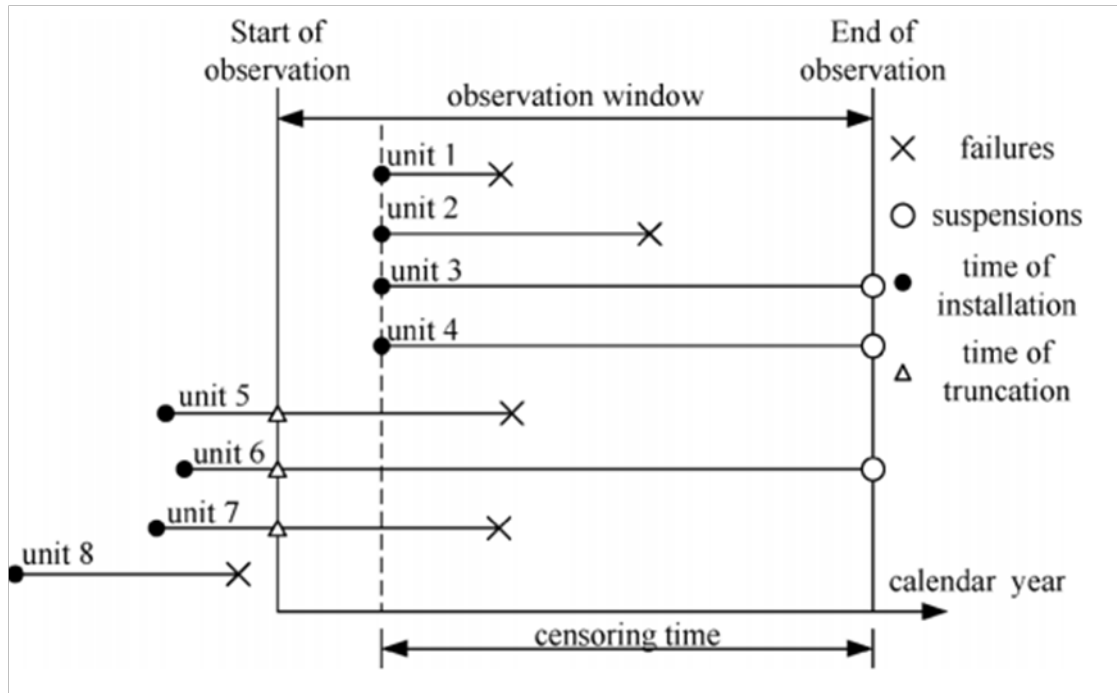 Start of
observation
End of
observation
observation window
failures
suspensions
time of
installation
time of
truncation
unit 1
unit 2
unit 3
unit 4
unit 5
unit 6
unit 7
unit 8
calendar year
censoring time